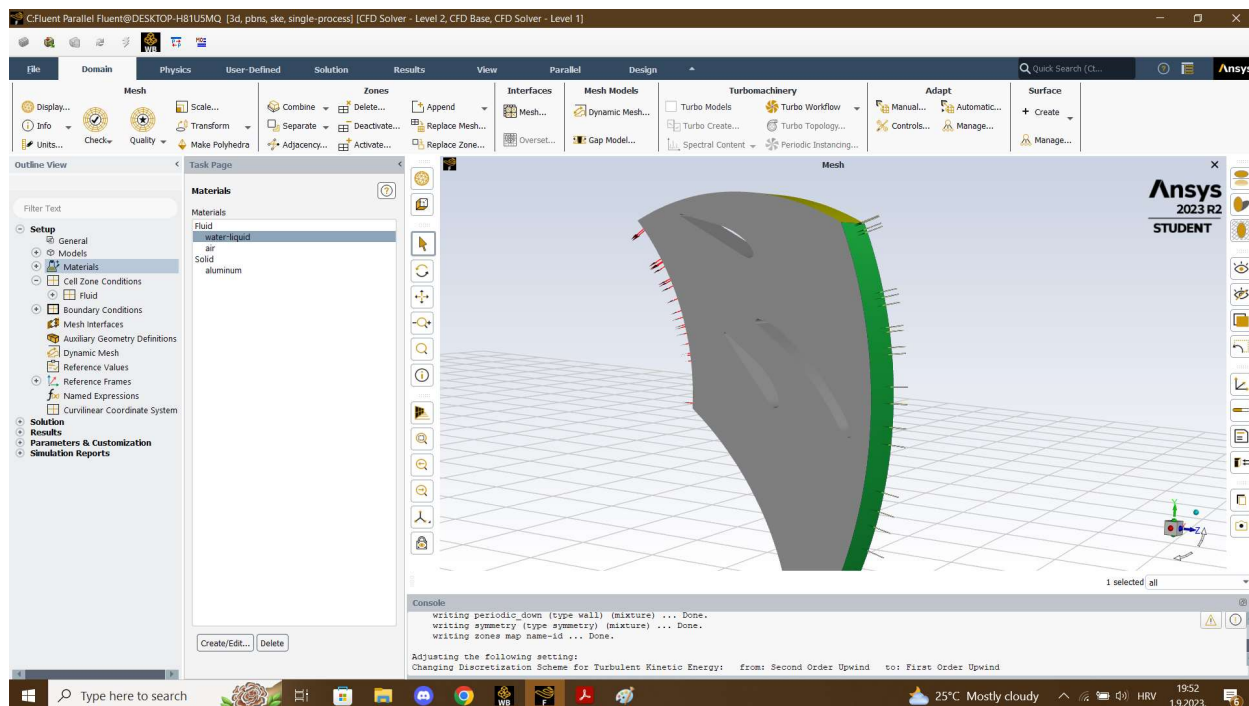 C:Fluent Parallel Fluent@DESKTOP-H81U5MQ [3d, pbns, ske, single-process] [CFD Solver - Level 2, CFD Base, CFD Solver - Level 1]
WB
File Domain Physics User-Defined Solution Results View Parallel Design Quick Search (Ct... Ansys
Mesh Zones Interfaces Mesh Models Turbomachinery Adapt Surface
Display... Scale... Combine Delete... Append Mesh... Dynamic Mesh... Turbo Models Turbo Workflow Manual... Automatic... + Create
Info Check Quality Transform Separate Deactivate... Replace Mesh... Turbo Create... Turbo Topology... Controls... Manage...
Units... Make Polyhedra Adjacency... Activate... Replace Zone... Overset... Gap Model... Spectral Content Periodic Instancing... Manage...
Outline View
Filter Text
Setup
General
Models
Materials
Cell Zone Conditions
Fluid
Boundary Conditions
Mesh Interfaces
Auxiliary Geometry Definitions
Dynamic Mesh
Reference Values
Reference Frames
Named Expressions
Curvilinear Coordinate System
Solution
Results
Parameters & Customization
Simulation Reports
Task Page
Materials
Materials
Fluid
water-liquid
air
Solid
aluminum
Create/Edit... Delete
Mesh
Ansys
2023 R2
STUDENT
Y
Z
1 selected all
Console
writing periodic_down (type wall) (mixture) ... Done.
writing symmetry (type symmetry) (mixture) ... Done.
writing zones map name-id ... Done.
Adjusting the following setting:
Changing Discretization Scheme for Turbulent Kinetic Energy: from: Second Order Upwind to: First Order Upwind
Type here to search
WB
F
25°C Mostly cloudy
HRV
19:52
1.9.2023.
6